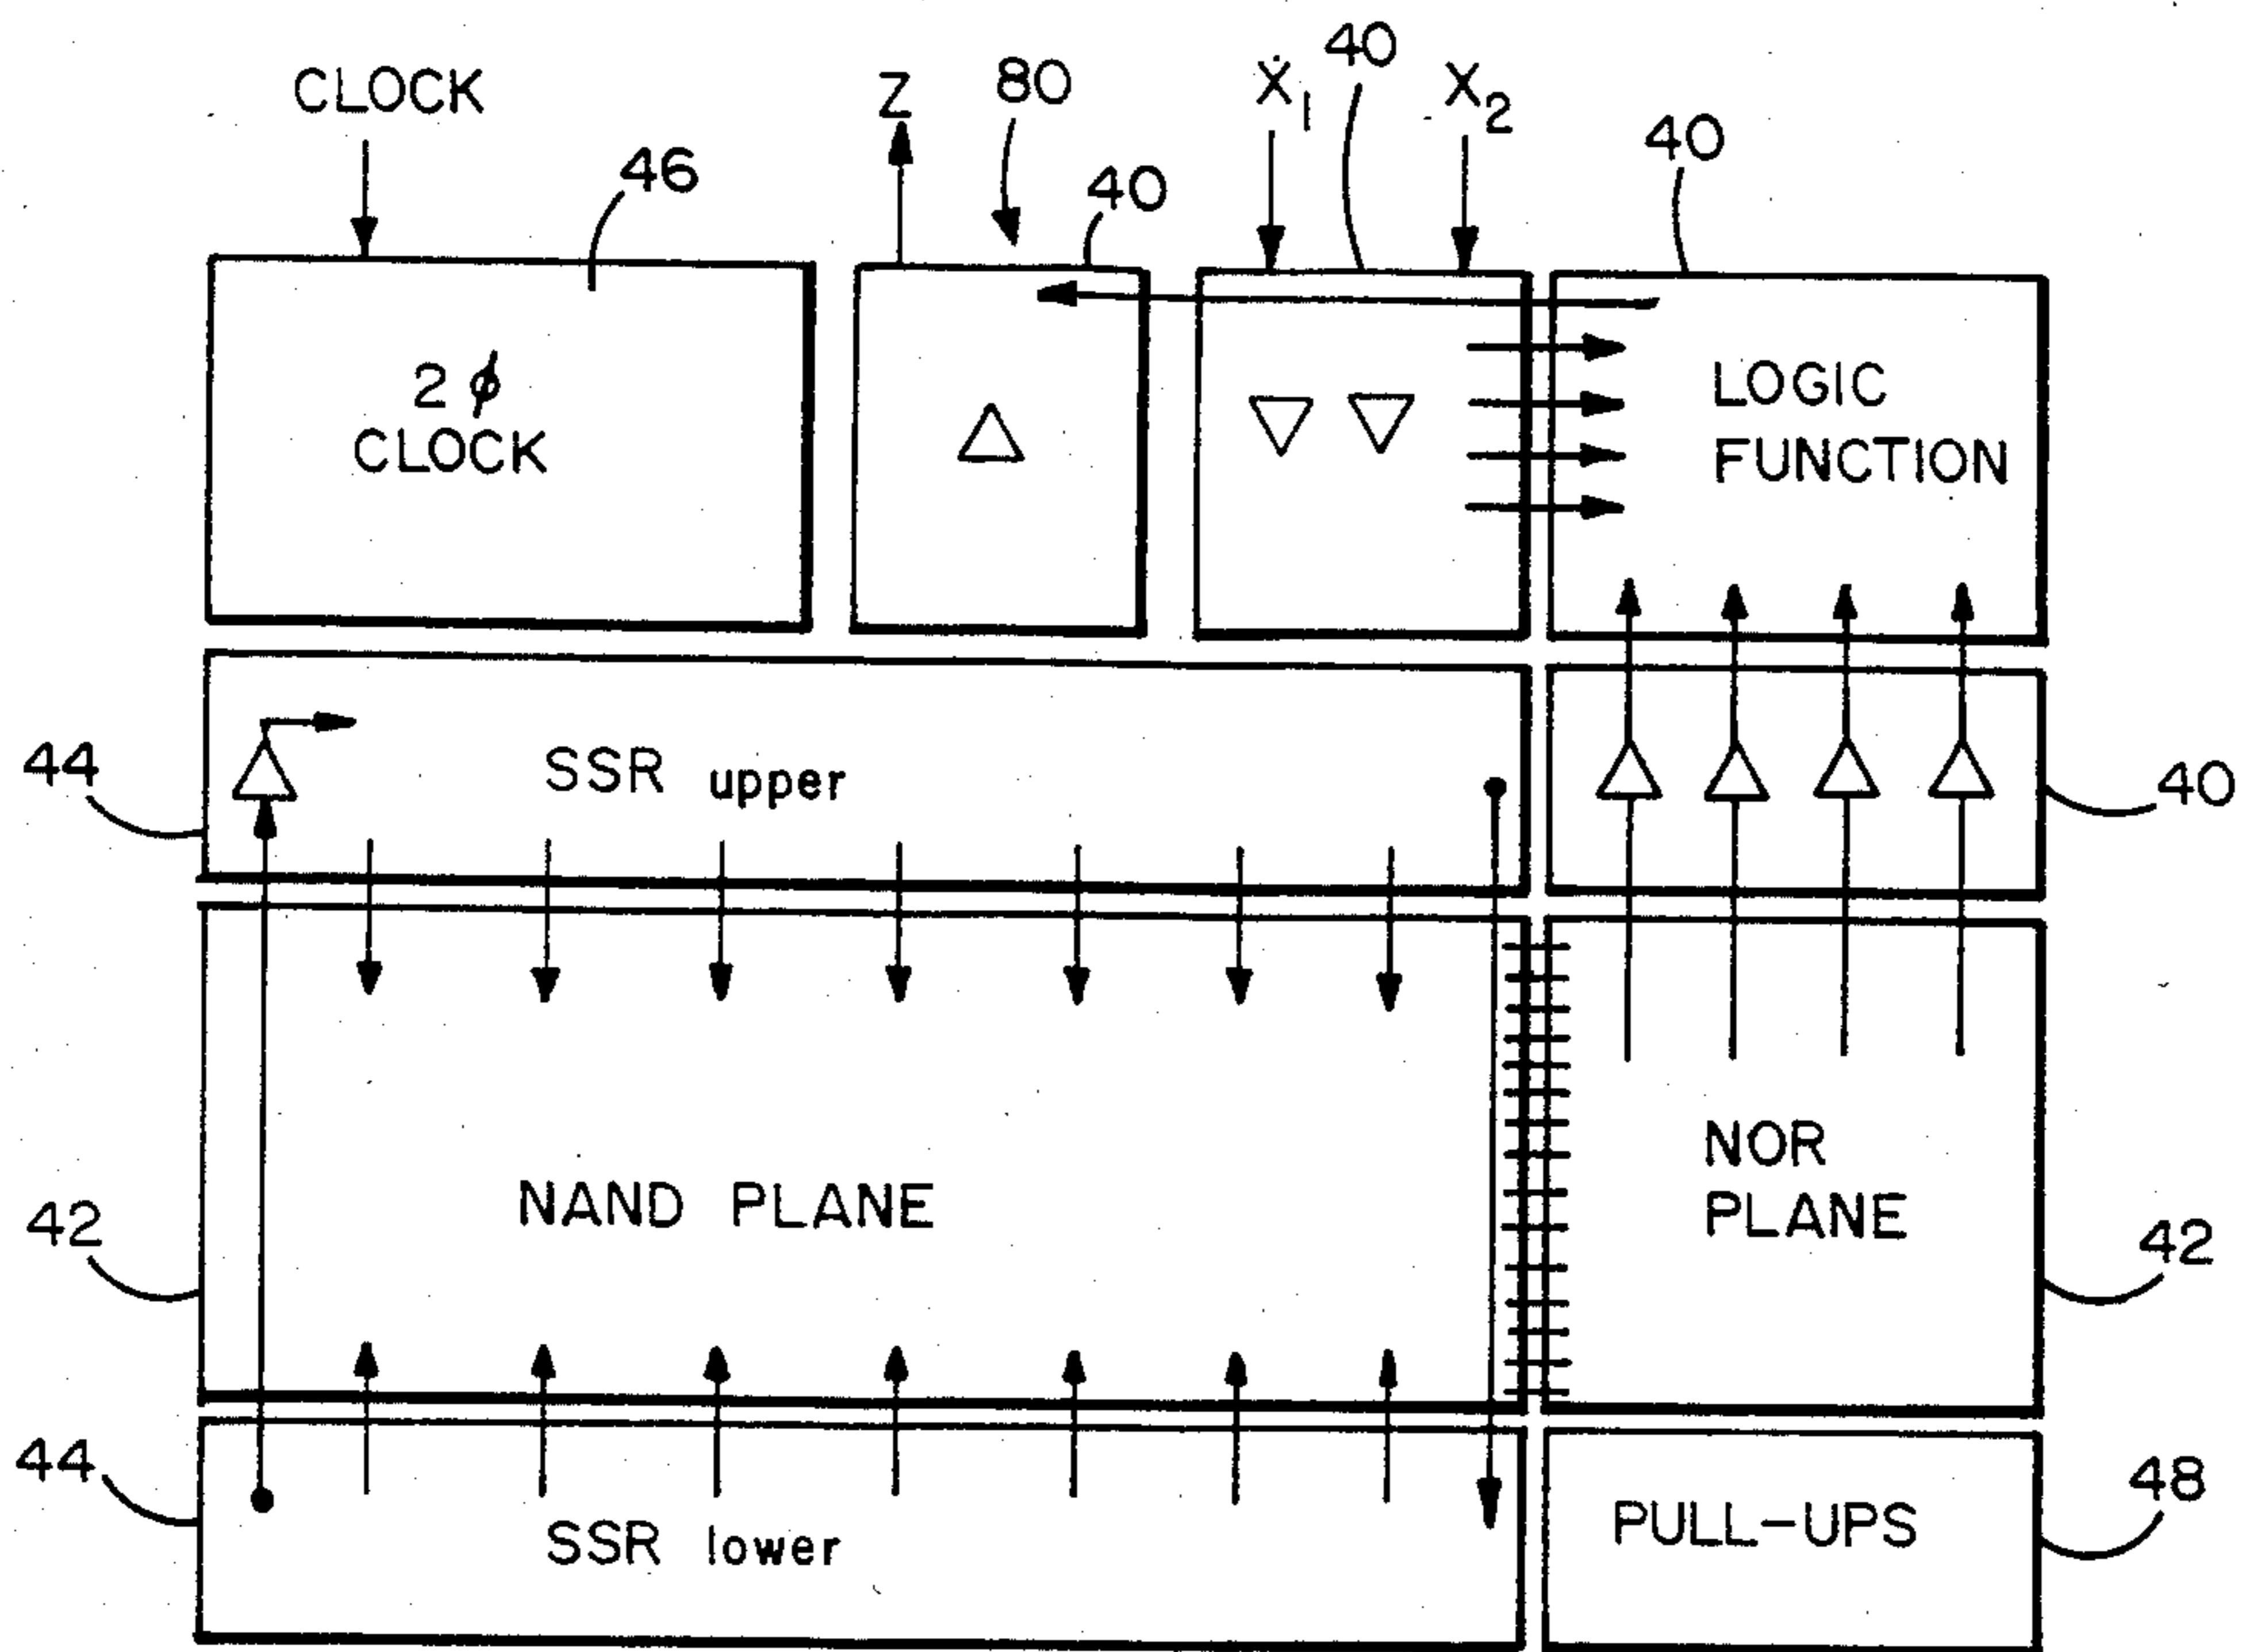 CLOCK
Z
80
X1
40
X2
40
46
40
2 ϕ
CLOCK
LOGIC
FUNCTION
44
SSR upper
40
NAND PLANE
NOR
PLANE
42
42
44
SSR lower
PULL-UPS
48